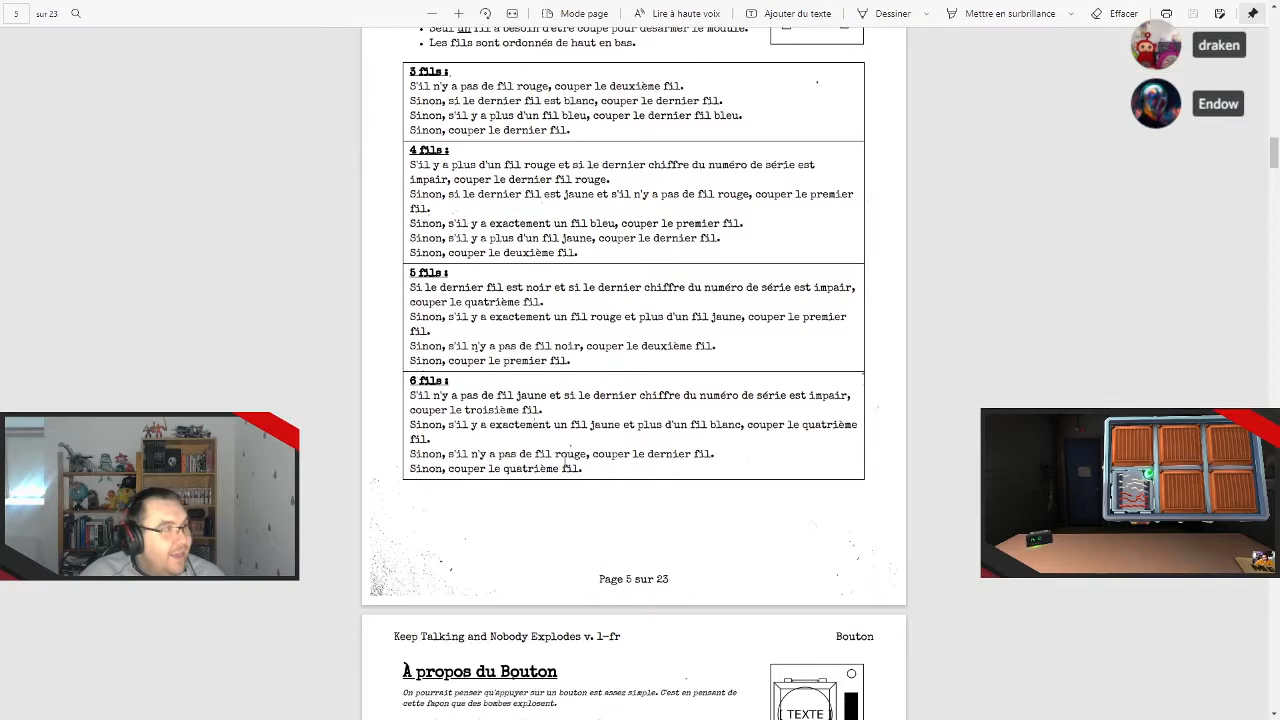 5
sur 23
Mode page
Lire à haute voix
Ajouter du texte
Dessiner
Mettre en surbrillance
Effacer
draken
Endow
• Seul un fil a besoin d'être coupé pour désarmer le module.
• Les fils sont ordonnés de haut en bas.
3 fils :
S'il n'y a pas de fil rouge, couper le deuxième fil.
Sinon, si le dernier fil est blanc, couper le dernier fil.
Sinon, s'il y a plus d'un fil bleu, couper le dernier fil bleu.
Sinon, couper le dernier fil.
4 fils :
S'il y a plus d'un fil rouge et si le dernier chiffre du numéro de série est
impair, couper le dernier fil rouge.
Sinon, si le dernier fil est jaune et s'il n'y a pas de fil rouge, couper le premier
fil.
Sinon, s'il y a exactement un fil bleu, couper le premier fil.
Sinon, s'il y a plus d'un fil jaune, couper le dernier fil.
Sinon, couper le deuxième fil.
5 fils :
Si le dernier fil est noir et si le dernier chiffre du numéro de série est impair,
couper le quatrième fil.
Sinon, s'il y a exactement un fil rouge et plus d'un fil jaune, couper le premier
fil.
Sinon, s'il n'y a pas de fil noir, couper le deuxième fil.
Sinon, couper le premier fil.
6 fils :
S'il n'y a pas de fil jaune et si le dernier chiffre du numéro de série est impair,
couper le troisième fil.
Sinon, s'il y a exactement un fil jaune et plus d'un fil blanc, couper le quatrième
fil.
Sinon, s'il n'y a pas de fil rouge, couper le dernier fil.
Sinon, couper le quatrième fil.
Page 5 sur 23
Keep Talking and Nobody Explodes v. 1-fr
Bouton
À propos du Bouton
On pourrait penser qu'appuyer sur un bouton est assez simple. C'est en pensant de
cette façon que des bombes explosent.
TEXTE